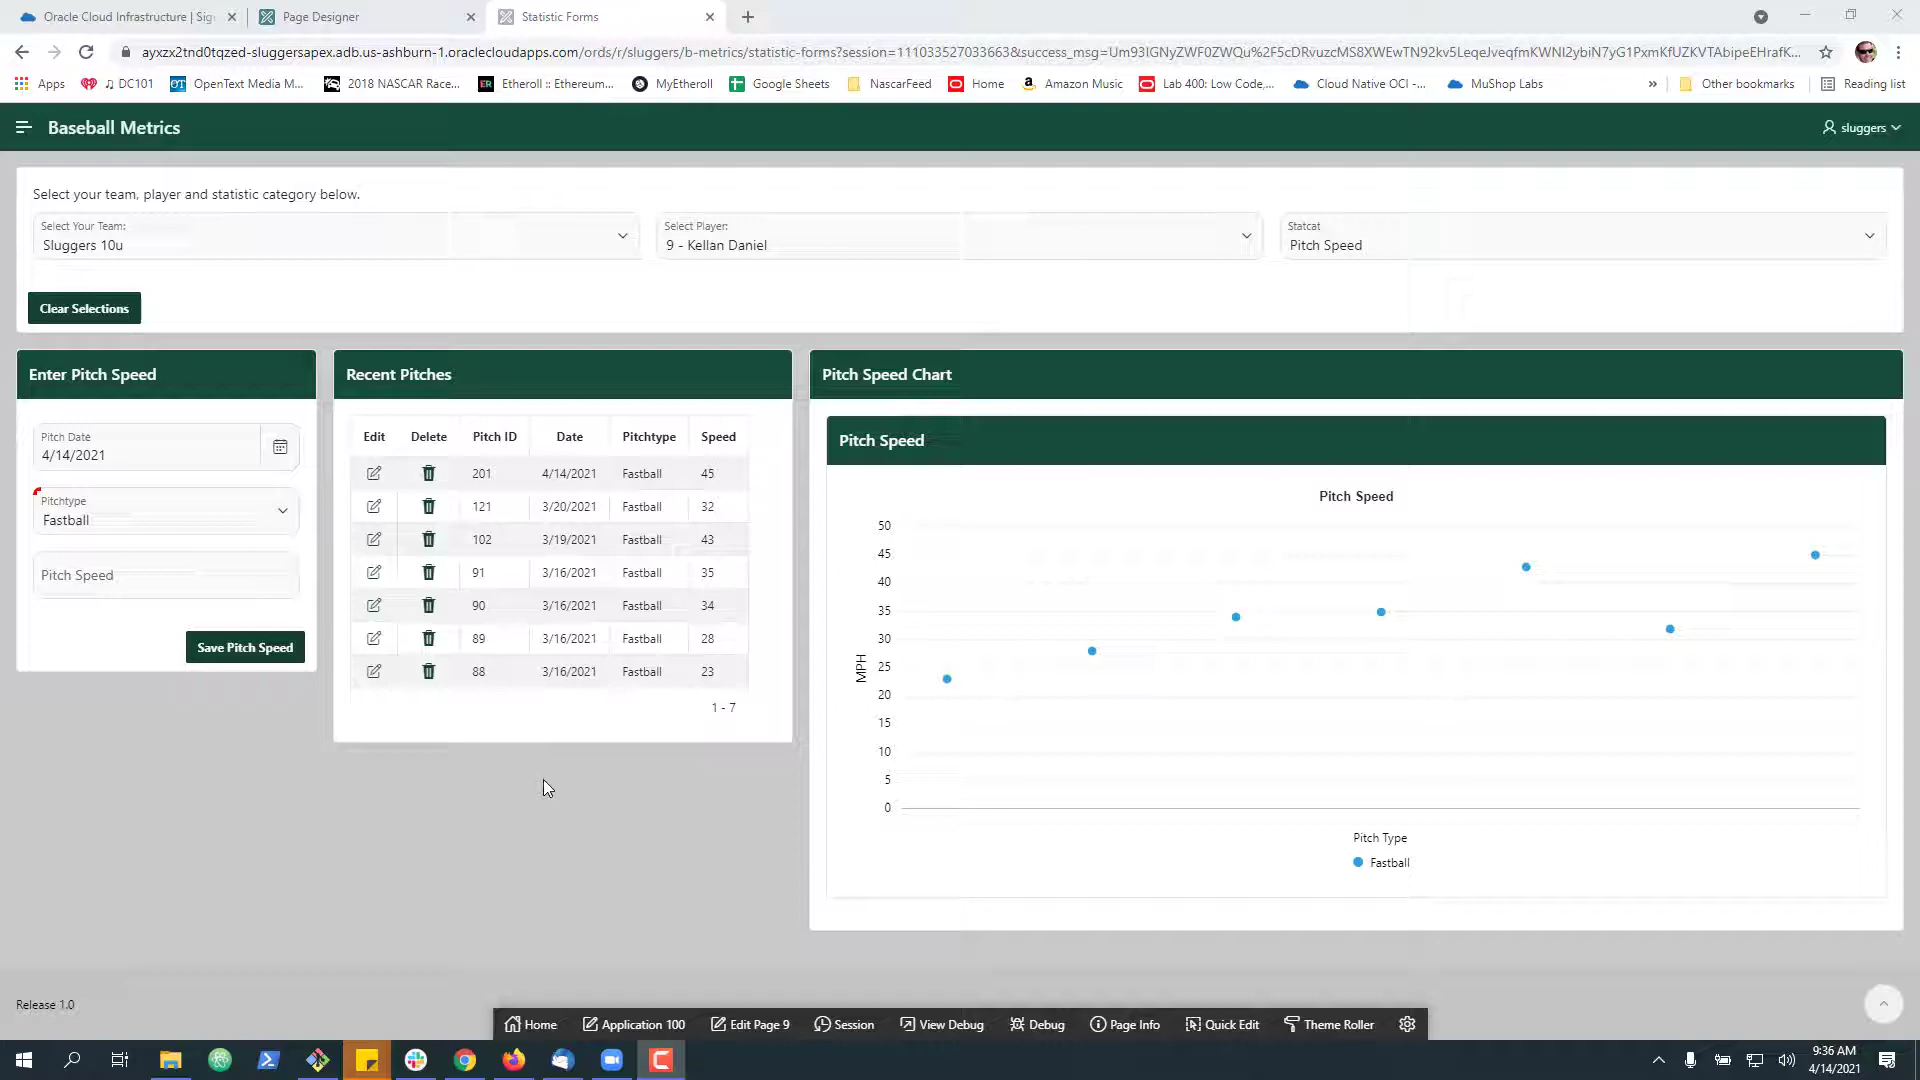 Oracle Cloud Infrastructure | Sig
Page Designer
Statistic Forms
ayxzx2tnd0tqzed-sluggersapex.adb.us-ashburn-1.oraclecloudapps.com/ords/r/sluggers/b-metrics/statistic-forms?session=111033527033663&success_msg=Um93IGNyZWF0ZWQu%2F5cDRvuzcMS8XWEwTN92kv5LeqeJveqfmKWNI2ybiN7yG1PxmKfUZKVTAbipeEHrafK...
Apps
♫ DC101
OpenText Media M...
2018 NASCAR Race...
Etheroll :: Ethereum...
MyEtheroll
Google Sheets
NascarFeed
Home
Amazon Music
Lab 400: Low Code,...
Cloud Native OCI -...
MuShop Labs
»
Other bookmarks
Reading list
Baseball Metrics
sluggers
Select your team, player and statistic category below.
Select Your Team:
Sluggers 10u
Select Player:
9 - Kellan Daniel
Statcat
Pitch Speed
Clear Selections
Enter Pitch Speed
Pitch Date
4/14/2021
Pitchtype
Fastball
Pitch Speed
Save Pitch Speed
Recent Pitches
Edit Delete Pitch ID Date Pitchtype Speed
201 4/14/2021 Fastball 45
121 3/20/2021 Fastball 32
102 3/19/2021 Fastball 43
91 3/16/2021 Fastball 35
90 3/16/2021 Fastball 34
89 3/16/2021 Fastball 28
88 3/16/2021 Fastball 23
1 - 7
Pitch Speed Chart
Pitch Speed
Pitch Speed
50
45
40
35
30
25
20
15
10
5
0
MPH
Pitch Type
Fastball
Release 1.0
Home
Application 100
Edit Page 9
Session
View Debug
Debug
Page Info
Quick Edit
Theme Roller
9:36 AM
4/14/2021